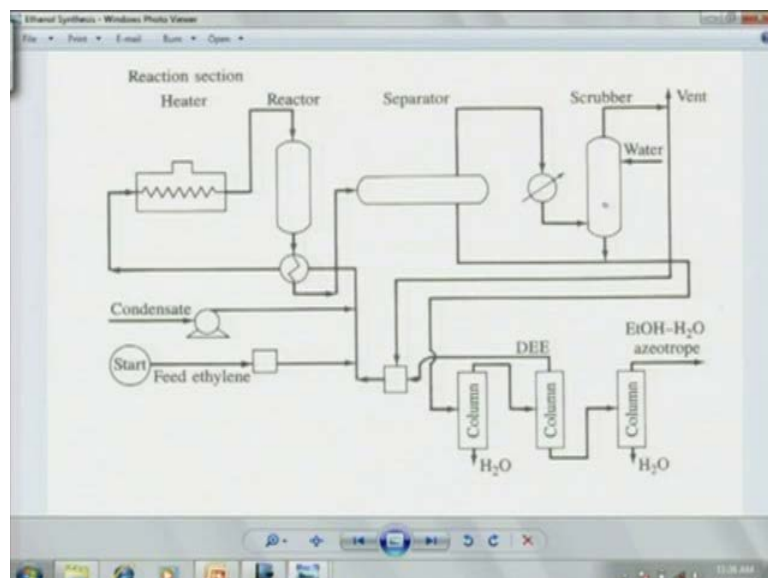 Ethanol Synthesis - Windows Photo Viewer
File Print E-mail Burn Open
Reaction section
Heater Reactor Separator Scrubber Vent
Water
Condensate
Start Feed ethylene
DEE
EtOH–H₂O
azeotrope
Column Column Column
H₂O H₂O